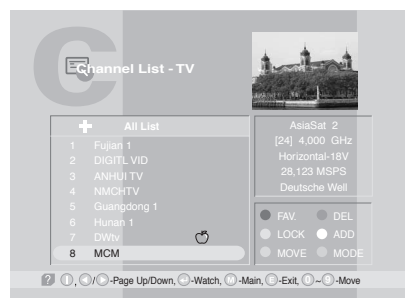 Channel List - TV
All List
1 Fujian 1
2 DIGITL VID
3 ANHUI TV
4 NMCHTV
5 Guangdong 1
6 Hunan 1
7 DWtv
8 MCM
AsiaSat 2
[24] 4,000 GHz
Horizontal-18V
28,123 MSPS
Deutsche Well
FAV. DEL
LOCK ADD
MOVE MODE
-Page Up/Down, -Watch, M -Main, E -Exit, 0~9 -Move